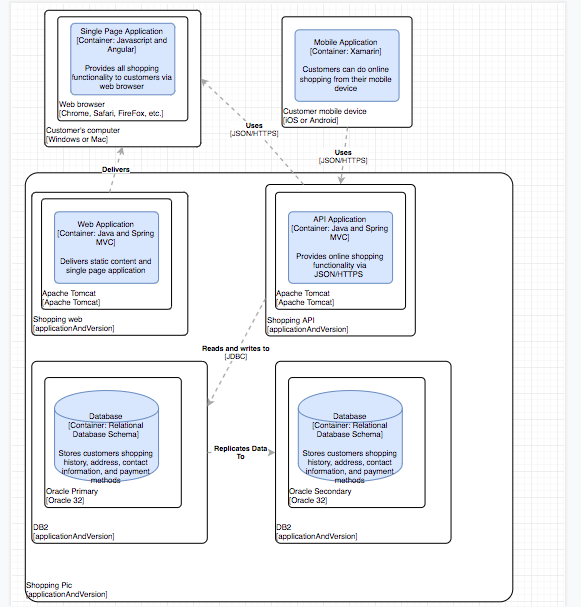 Single Page Application
[Container: Javascript and
Angular]
Provides all shopping
functionality to customers via
web browser
Web browser
[Chrome, Safari, FireFox, etc.]
Customer's computer
[Windows or Mac]
Mobile Application
[Container: Xamarin]
Customers can do online
shopping from their mobile
device
Customer mobile device
[iOS or Android]
Uses
[JSON/HTTPS]
Uses
[JSON/HTTPS]
Delivers
Web Application
[Container: Java and Spring
MVC]
Delivers static content and
single page application
Apache Tomcat
[Apache Tomcat]
Shopping web
[applicationAndVersion]
API Application
[Container: Java and Spring
MVC]
Provides online shopping
functionality via
JSON/HTTPS
Apache Tomcat
[Apache Tomcat]
Shopping API
[applicationAndVersion]
Reads and writes to
[JDBC]
Database
[Container: Relational
Database Schema]
Stores customers shopping
history, address, contact
information, and payment
methods
Oracle Primary
[Oracle 32]
DB2
[applicationAndVersion]
Replicates Data
To
Database
[Container: Relational
Database Schema]
Stores customers shopping
history, address, contact
information, and payment
methods
Oracle Secondary
[Oracle 32]
DB2
[applicationAndVersion]
Shopping Pic
[applicationAndVersion]